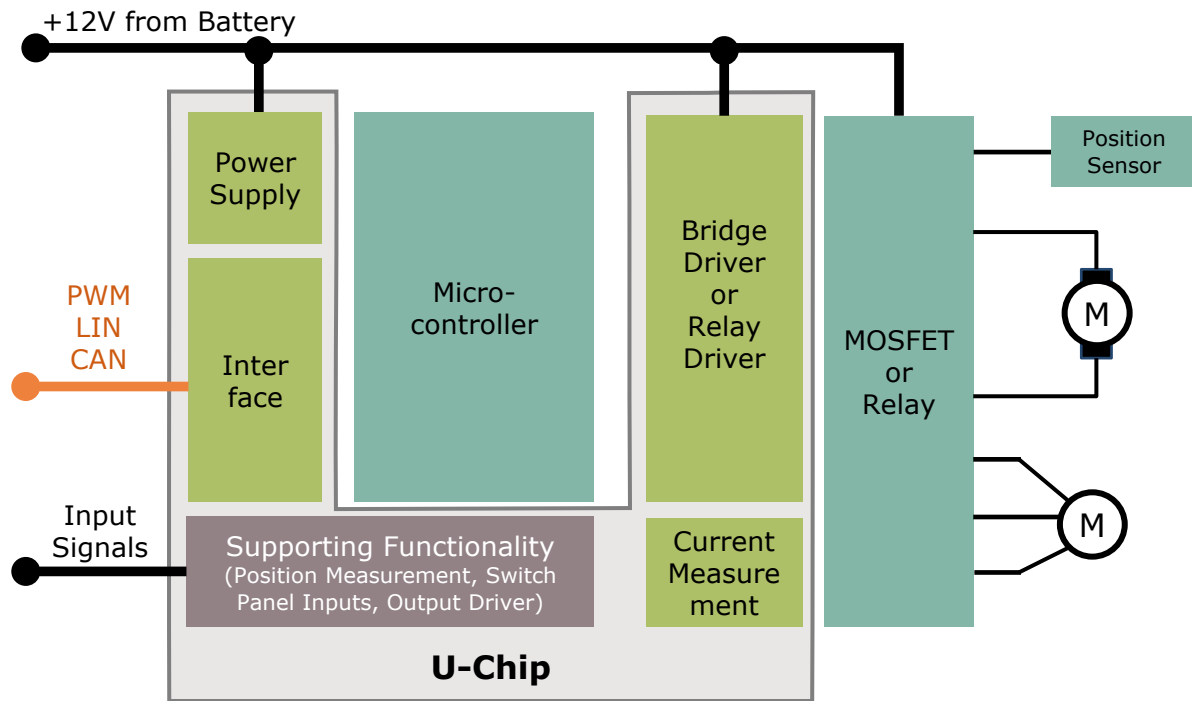 +12V from Battery
Power
Supply
Micro-
controller
Bridge
Driver
or
Relay
Driver
MOSFET
or
Relay
Position
Sensor
PWM
LIN
CAN
Inter
face
M
M
Input
Signals
Supporting Functionality
(Position Measurement, Switch
Panel Inputs, Output Driver)
Current
Measure
ment
U-Chip